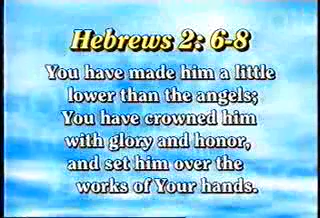 Hebrews 2: 6-8
You have made him a little
lower than the angels;
You have crowned him
with glory and honor,
and set him over the
works of Your hands.